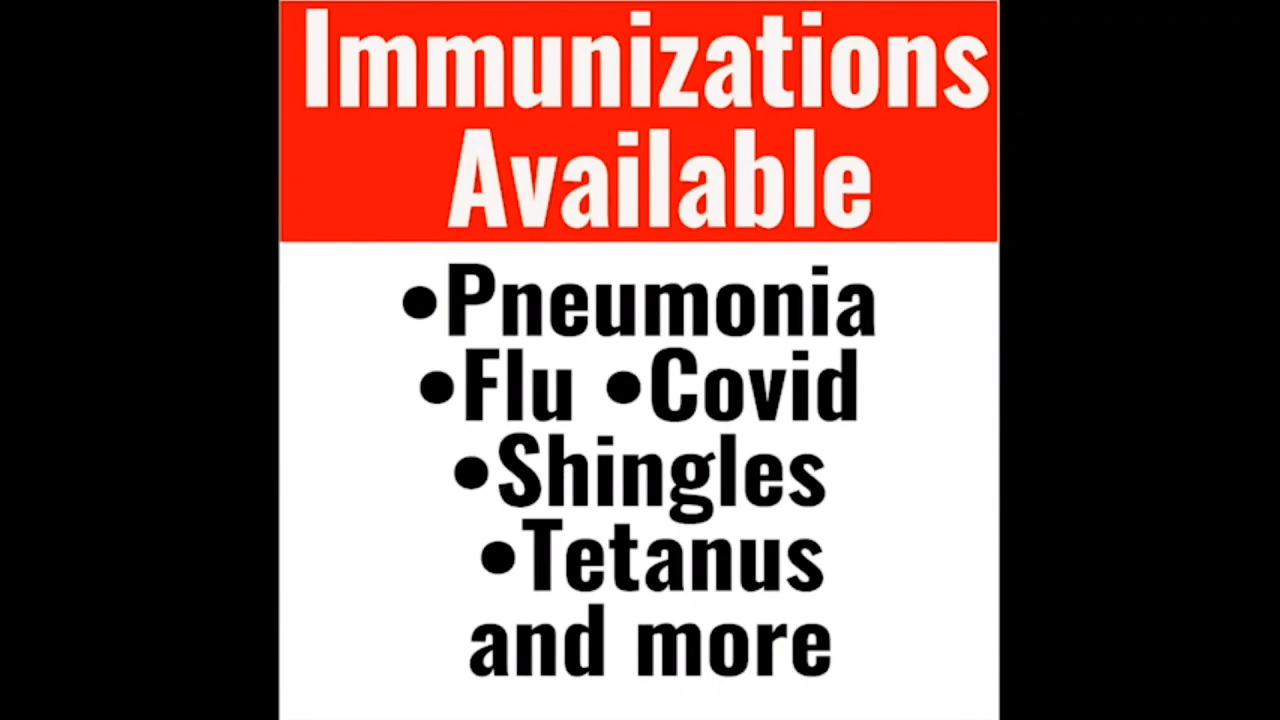 Immunizations
Available
•Pneumonia
•Flu •Covid
•Shingles
•Tetanus
and more